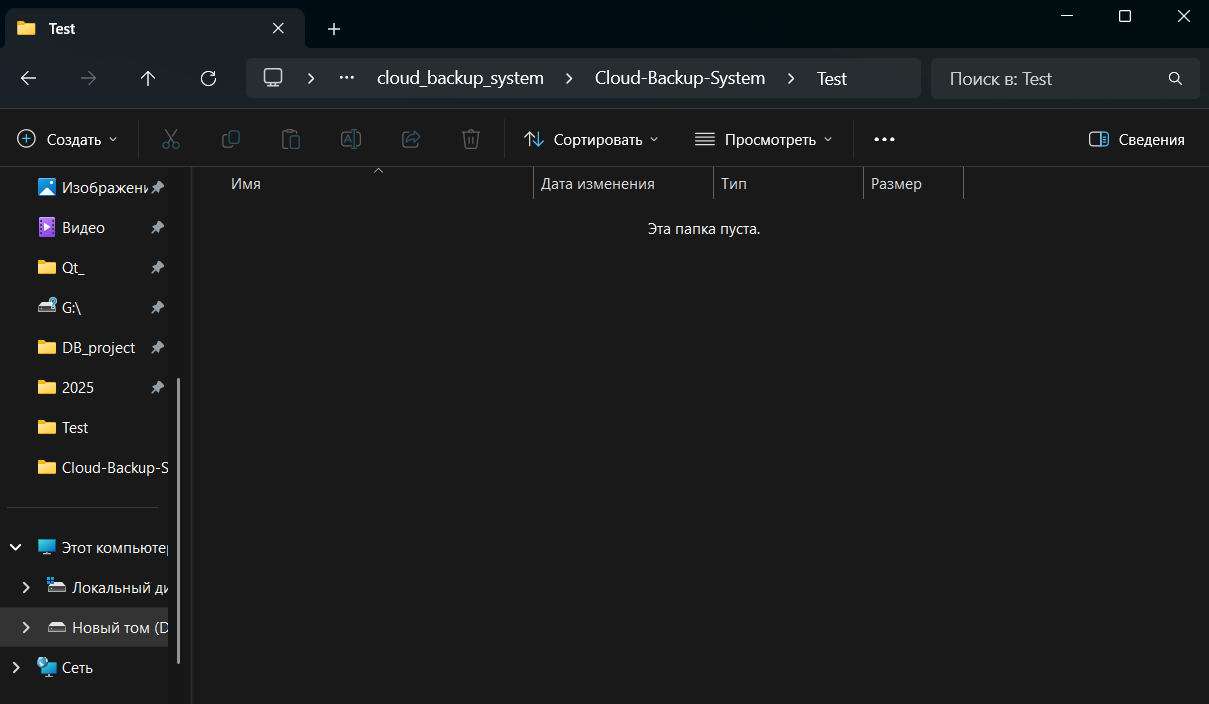 Test
cloud_backup_system > Cloud-Backup-System > Test
Поиск в: Test
Создать
Сортировать
Просмотреть
Сведения
Имя
Дата изменения
Тип
Размер
Эта папка пуста.
Изображени
Видео
Qt_
G:\
DB_project
2025
Test
Cloud-Backup-S
Этот компьютер
Локальный ди
Новый том (D
Сеть